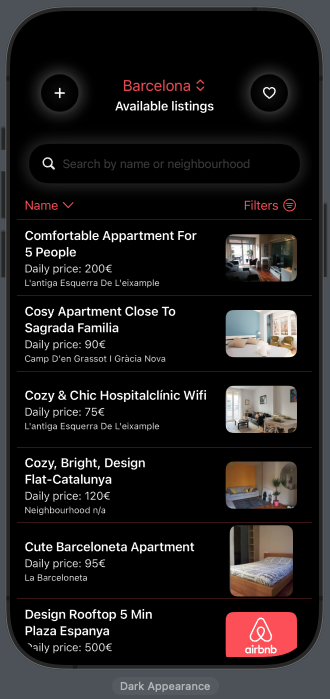 Barcelona
Available listings
Search by name or neighbourhood
Name
Filters
Comfortable Appartment For
5 People
Daily price: 200€
L'antiga Esquerra De L'eixample
Cosy Apartment Close To
Sagrada Familia
Daily price: 90€
Camp D'en Grassot I Gràcia Nova
Cozy & Chic Hospitalclínic Wifi
Daily price: 75€
L'antiga Esquerra De L'eixample
Cozy, Bright, Design
Flat-Catalunya
Daily price: 120€
Neighbourhood n/a
Cute Barceloneta Apartment
Daily price: 95€
La Barceloneta
Design Rooftop 5 Min
Plaza Espanya
Daily price: 500€
airbnb
Dark Appearance